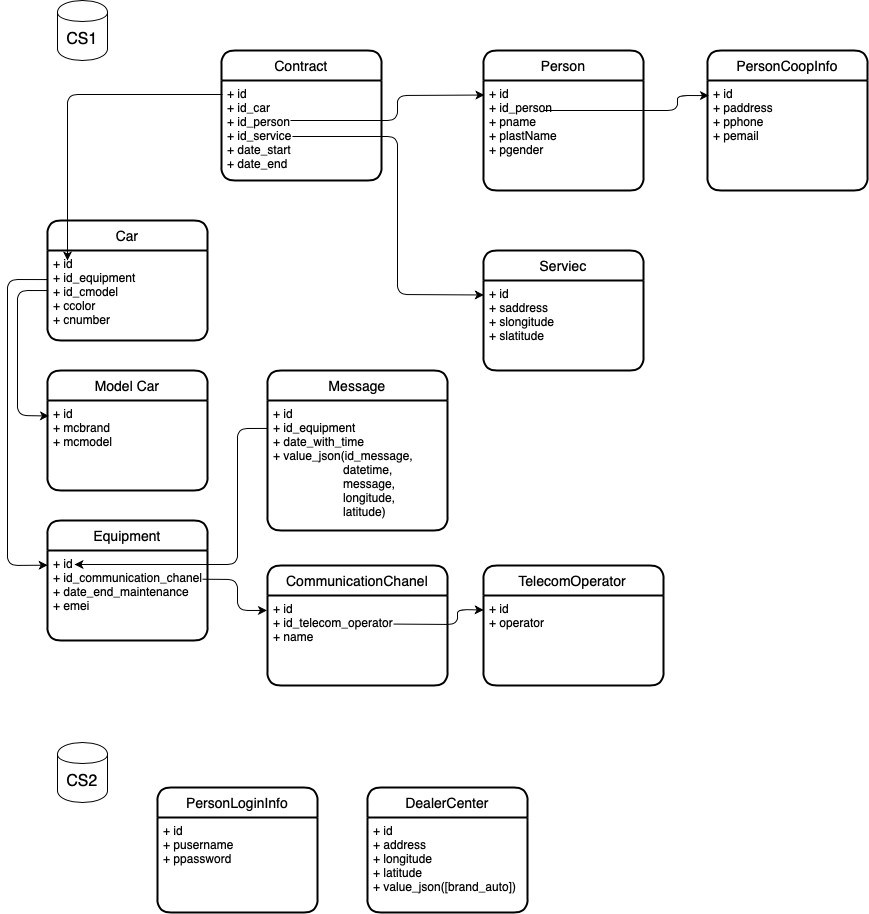 CS1
Contract
+ id
+ id_car
+ id_person
+ id_service
+ date_start
+ date_end
Person
+ id
+ id_person
+ pname
+ plastName
+ pgender
PersonCoopInfo
+ id
+ paddress
+ pphone
+ pemail
Car
+ id
+ id_equipment
+ id_cmodel
+ ccolor
+ cnumber
Serviec
+ id
+ saddress
+ slongitude
+ slatitude
Model Car
+ id
+ mcbrand
+ mcmodel
Message
+ id
+ id_equipment
+ date_with_time
+ value_json(id_message,
datetime,
message,
longitude,
latitude)
Equipment
+ id
+ id_communication_chanel
+ date_end_maintenance
+ emei
CommunicationChanel
+ id
+ id_telecom_operator
+ name
TelecomOperator
+ id
+ operator
CS2
PersonLoginInfo
+ id
+ pusername
+ ppassword
DealerCenter
+ id
+ address
+ longitude
+ latitude
+ value_json([brand_auto])